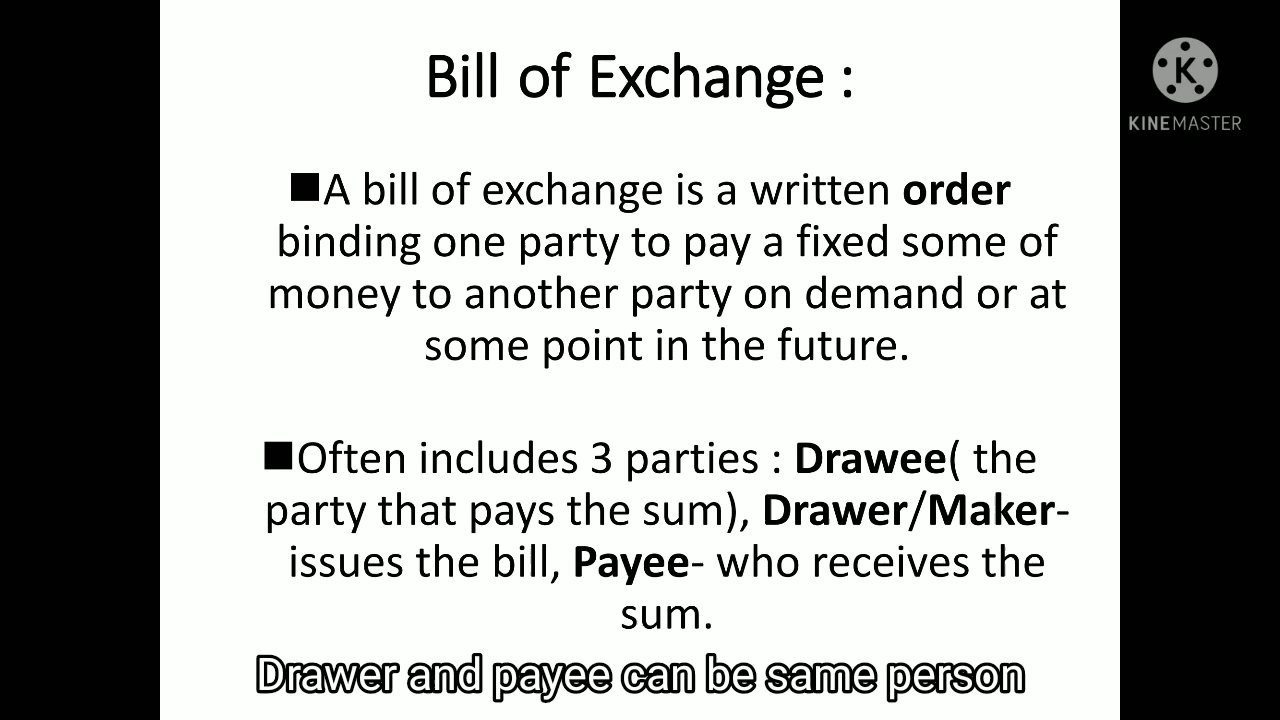 Bill of Exchange :
KINEMASTER
■A bill of exchange is a written order
binding one party to pay a fixed some of
money to another party on demand or at
some point in the future.
■Often includes 3 parties : Drawee( the
party that pays the sum), Drawer/Maker-
issues the bill, Payee- who receives the
sum.
Drawer and payee can be same person